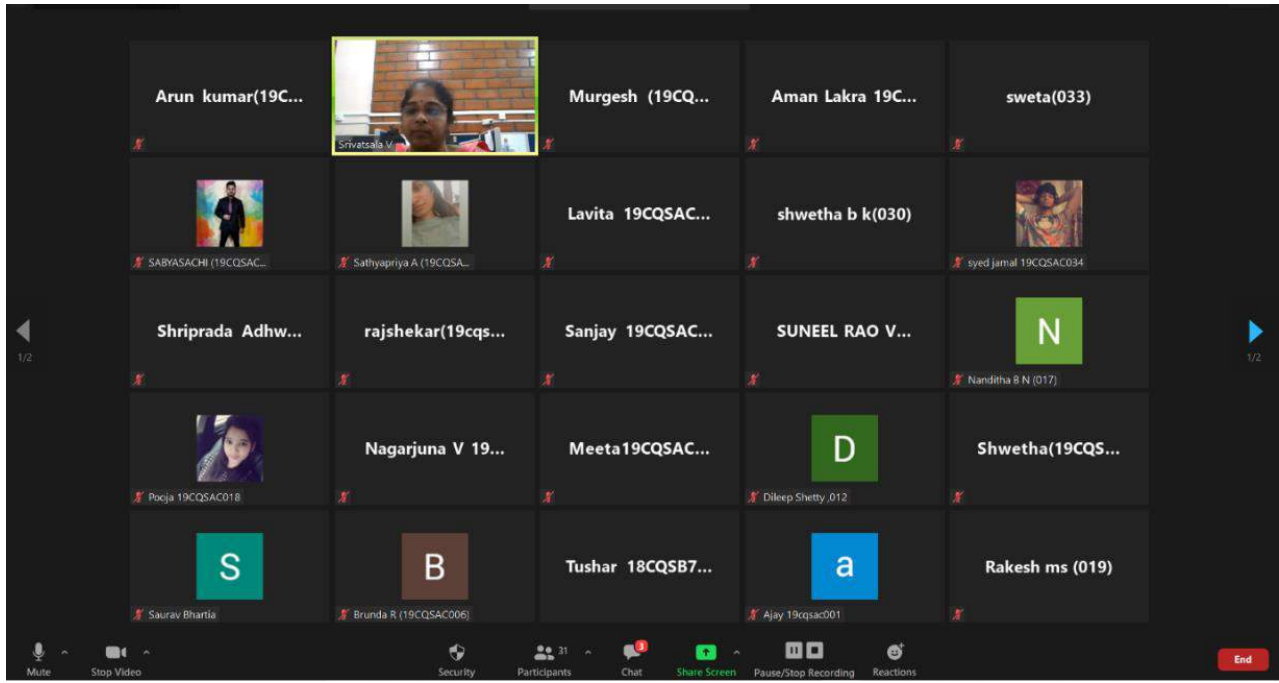 Arun kumar(19C...
Srivatsala V
Murgesh (19CQ...
Aman Lakra 19C...
sweta(033)
SABYASACHI (19CQSAC...
Sathyapriya A (19CQSA...
Lavita 19CQSAC...
shwetha b k(030)
syed jamal 19CQSAC034
Shriprada Adhw...
rajshekar(19cqs...
Sanjay 19CQSAC...
SUNEEL RAO V...
N
Nanditha B N (017)
1/2
1/2
Pooja 19CQSAC018
Nagarjuna V 19...
Meeta19CQSAC...
D
Dileep Shetty ,012
Shwetha(19CQS...
S
Saurav Bhartia
B
Brunda R (19CQSAC006)
Tushar 18CQSB7...
a
Ajay 19cqsac001
Rakesh ms (019)
Mute
Stop Video
Security
Participants
31
Chat
3
Share Screen
Pause/Stop Recording
Reactions
End